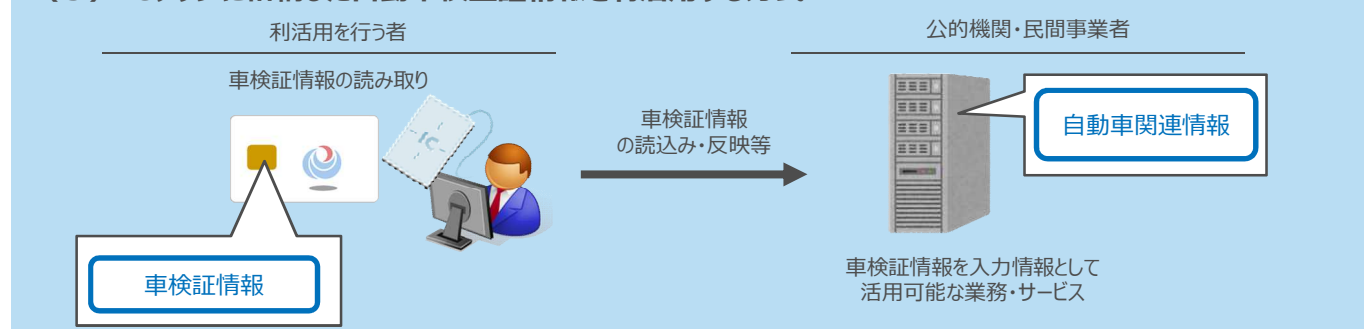 利活用を行う者
公的機関・民間事業者
車検証情報の読み取り
IC
車検証情報
の読込み・反映等
自動車関連情報
車検証情報
車検証情報を入力情報として
活用可能な業務・サービス